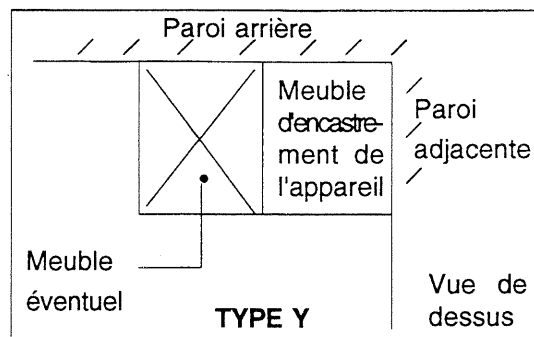 Paroi arrière
Meuble
d'encastre-
ment de
l'appareil
Paroi
adjacente
Meuble
éventuel
TYPE Y
Vue de
dessus